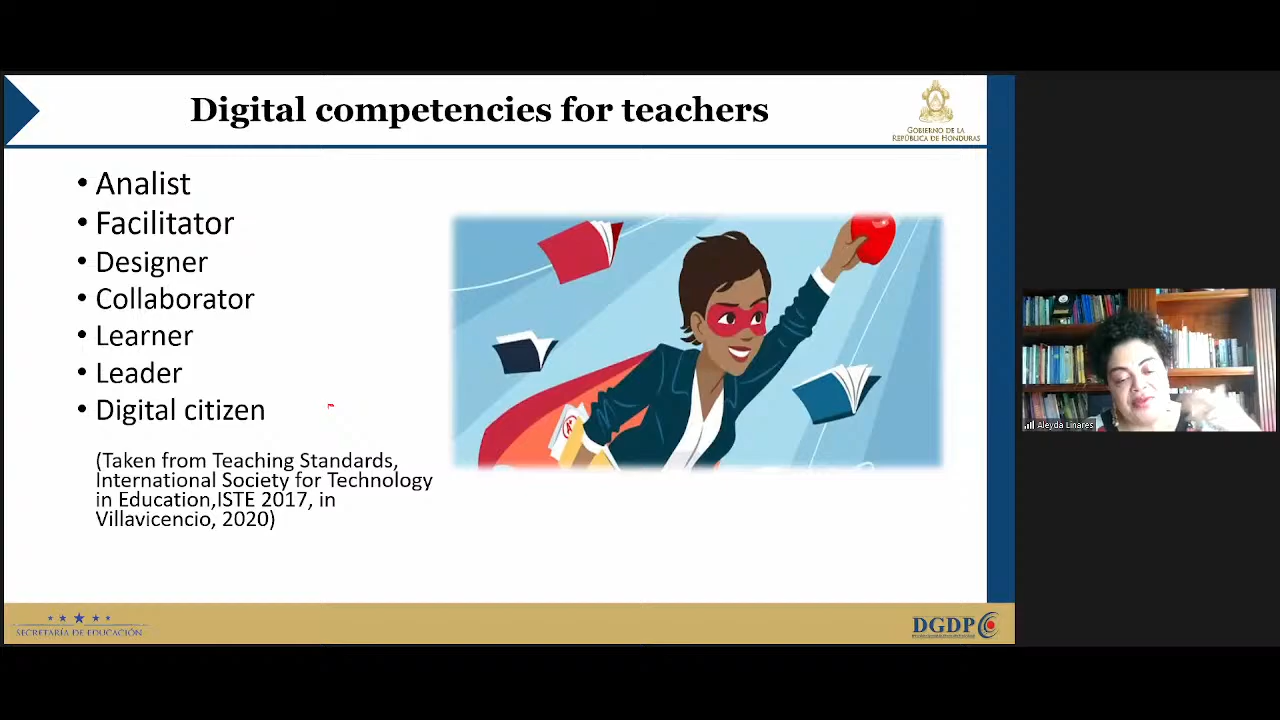 Digital competencies for teachers
GOBIERNO DE LA
REPÚBLICA DE HONDURAS
• Analist
• Facilitator
• Designer
• Collaborator
• Learner
• Leader
• Digital citizen
(Taken from Teaching Standards,
International Society for Technology
in Education,ISTE 2017, in
Villavicencio, 2020)
A+
Aleyda Linares
SECRETARÍA DE EDUCACIÓN
DGDP